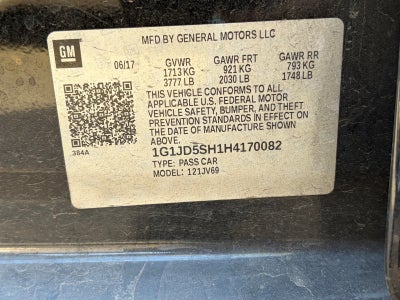 MFD BY GENERAL MOTORS LLC
GM
06/17 GVWR GAWR FRT GAWR RR
1713 KG 921 KG 793 KG
3777 LB 2030 LB 1748 LB
THIS VEHICLE CONFORMS TO ALL
APPLICABLE U.S. FEDERAL MOTOR
VEHICLE SAFETY, BUMPER, AND THEFT
PREVENTION STANDARDS IN EFFECT ON
THE DATE OF MANUFACTURE SHOWN
ABOVE.
384A
1G1JD5SH1H4170082
TYPE: PASS CAR
MODEL: 121JV69